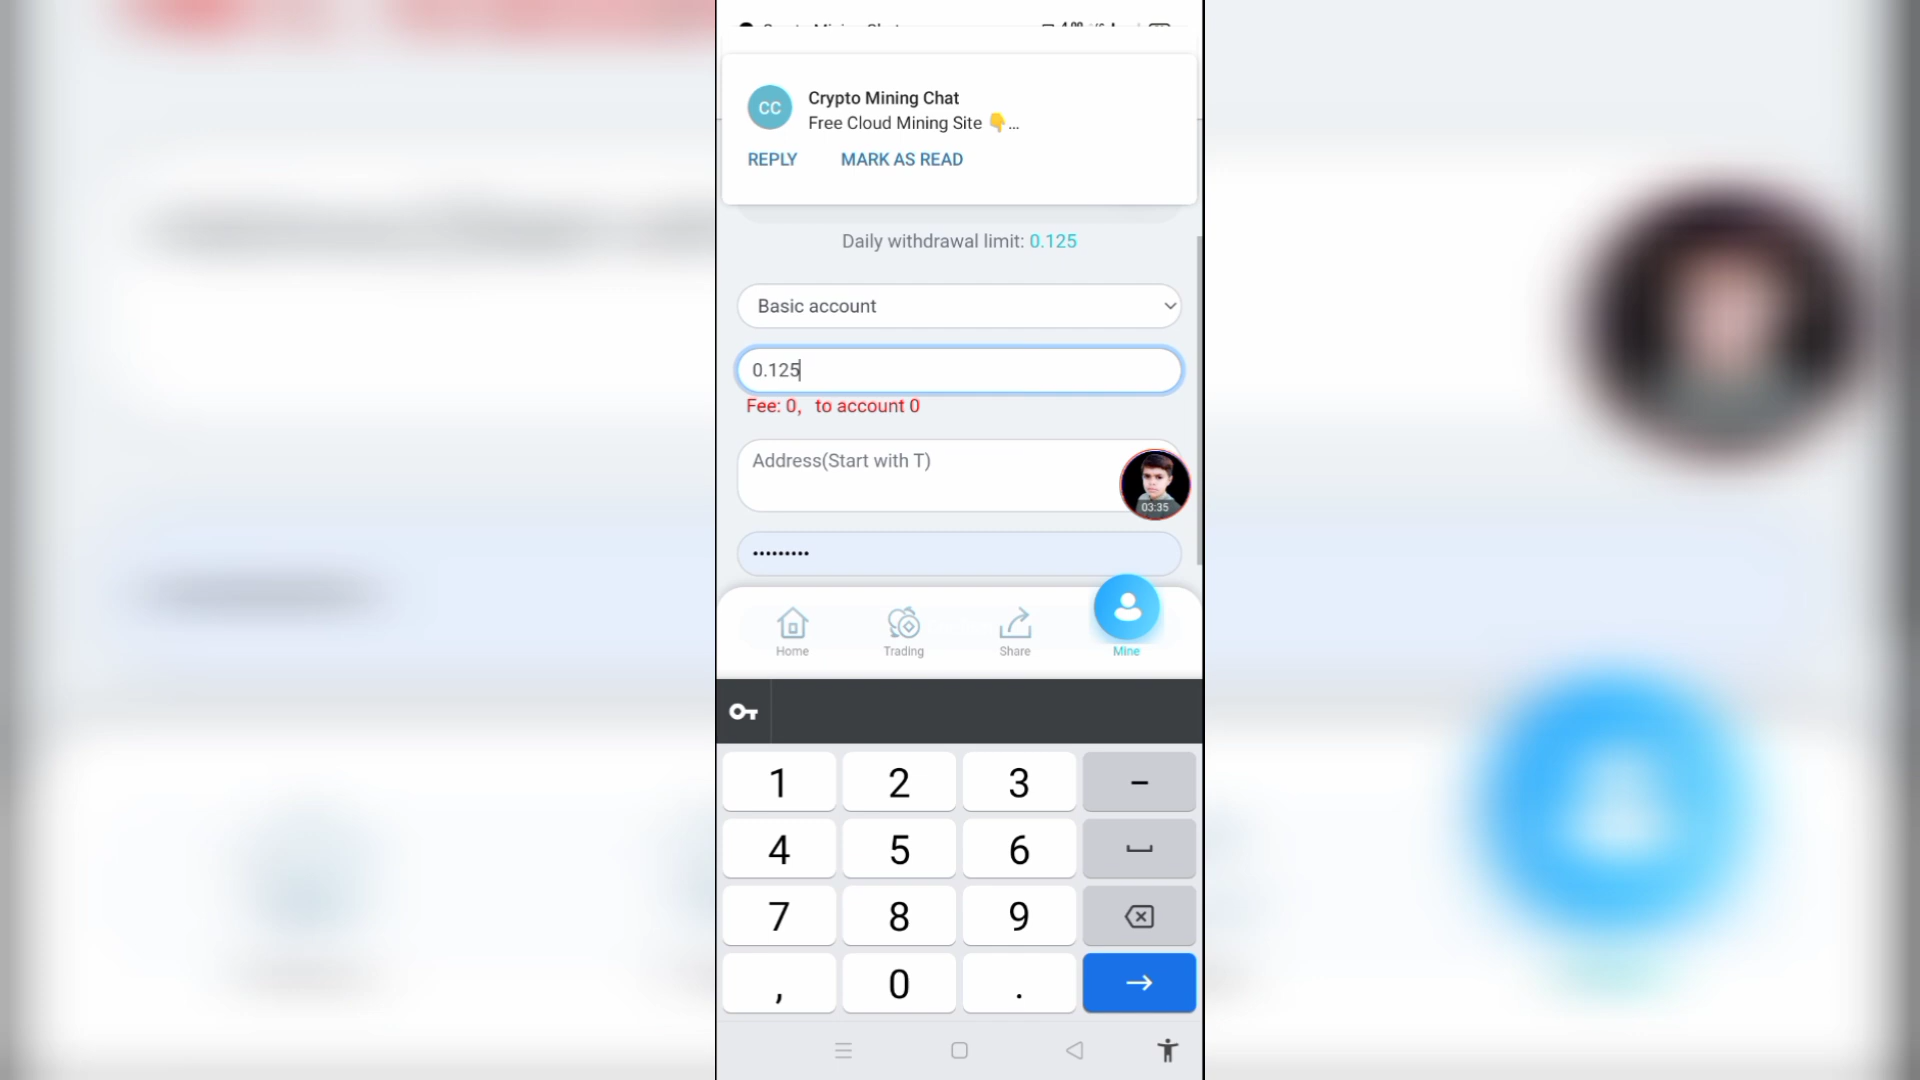 Crypto Mining Chat
CC
Crypto Mining Chat
Free Cloud Mining Site 👇...
REPLY MARK AS READ
Daily withdrawal limit: 0.125
Basic account
0.125
Fee: 0, to account 0
Address(Start with T)
03:35
•••••••••
Home Trading Share Mine
1 2 3 -
4 5 6
7 8 9
, 0 .